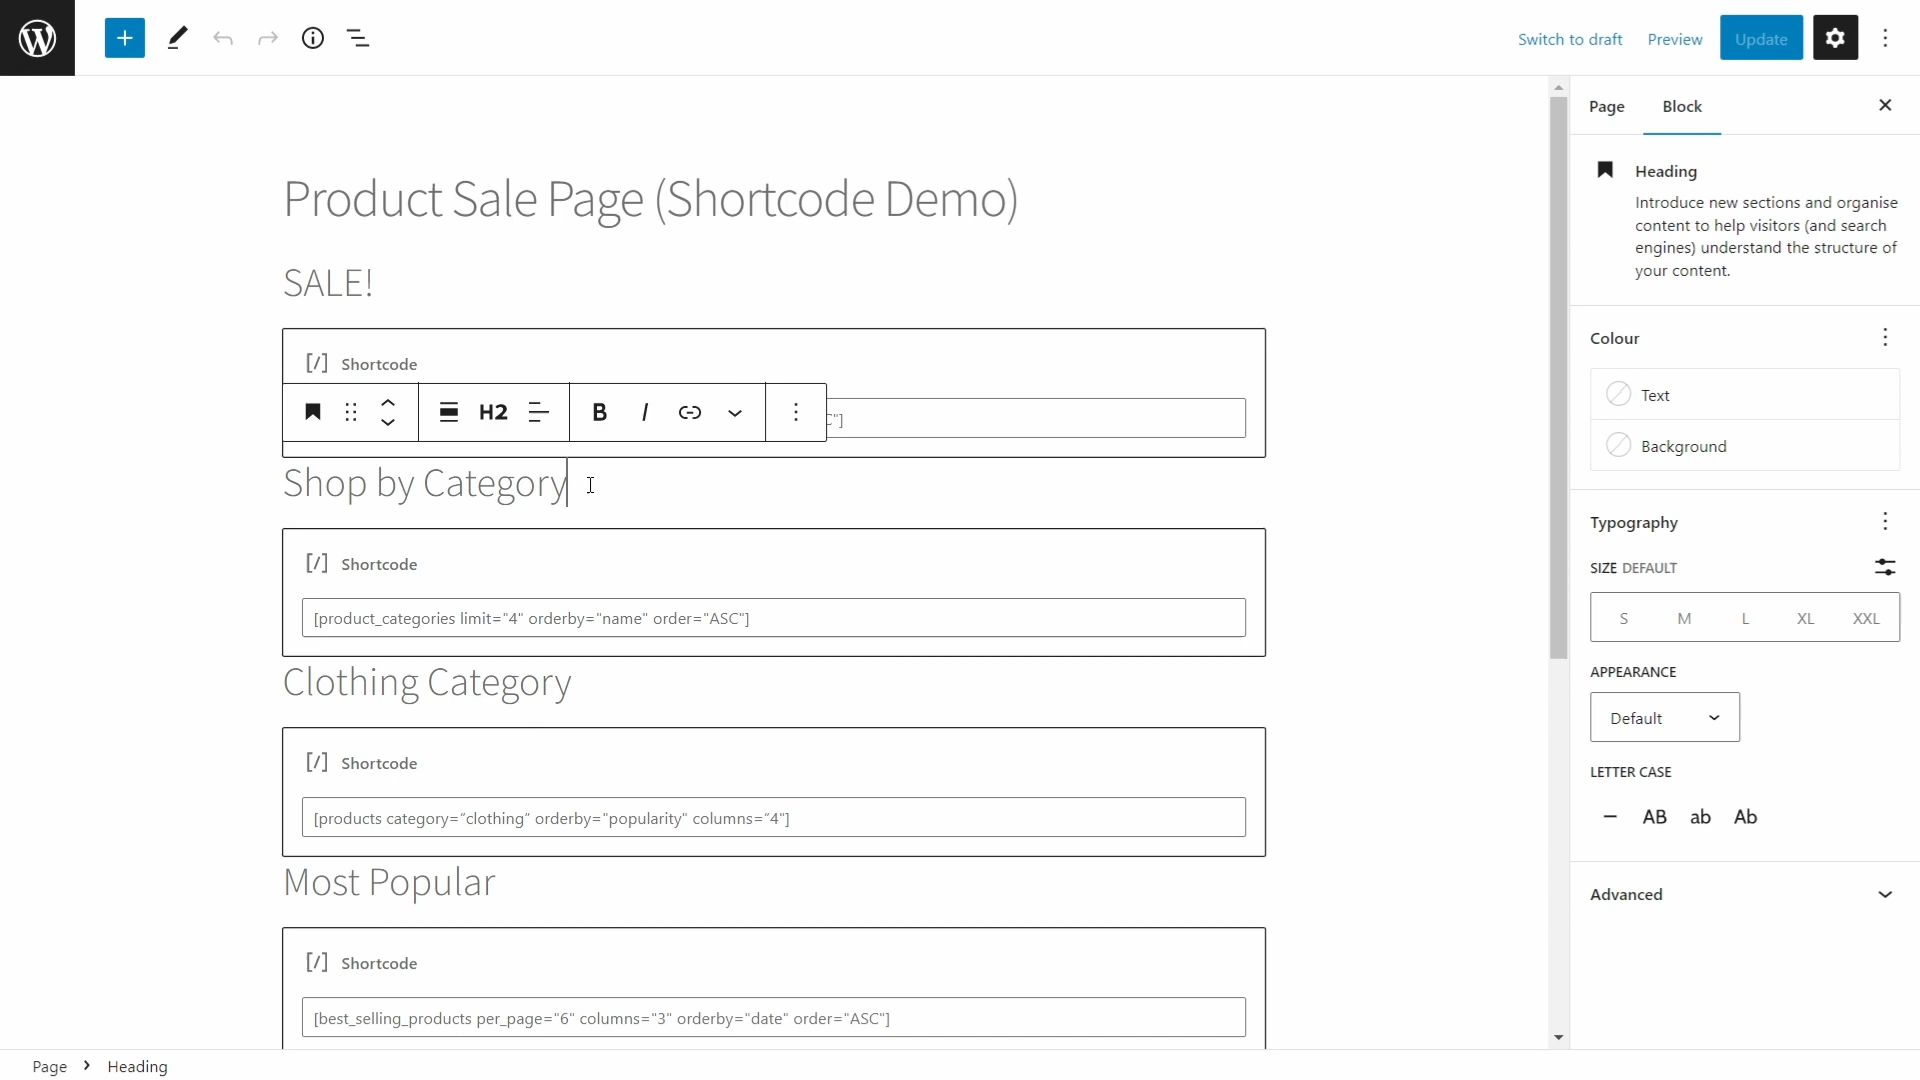 Switch to draft
Preview
Update
Page
Block
Heading
Introduce new sections and organise
content to help visitors (and search
engines) understand the structure of
your content.
Colour
Text
Background
Typography
SIZE DEFAULT
S M L XL XXL
APPEARANCE
Default
LETTER CASE
— AB ab Ab
Advanced
Product Sale Page (Shortcode Demo)
SALE!
[/] Shortcode
H2 B I
C"]
Shop by Category
[/] Shortcode
[product_categories limit="4" orderby="name" order="ASC"]
Clothing Category
[/] Shortcode
[products category=“clothing” orderby="popularity" columns=“4"]
Most Popular
[/] Shortcode
[best_selling_products per_page="6" columns="3" orderby="date" order="ASC"]
Page > Heading